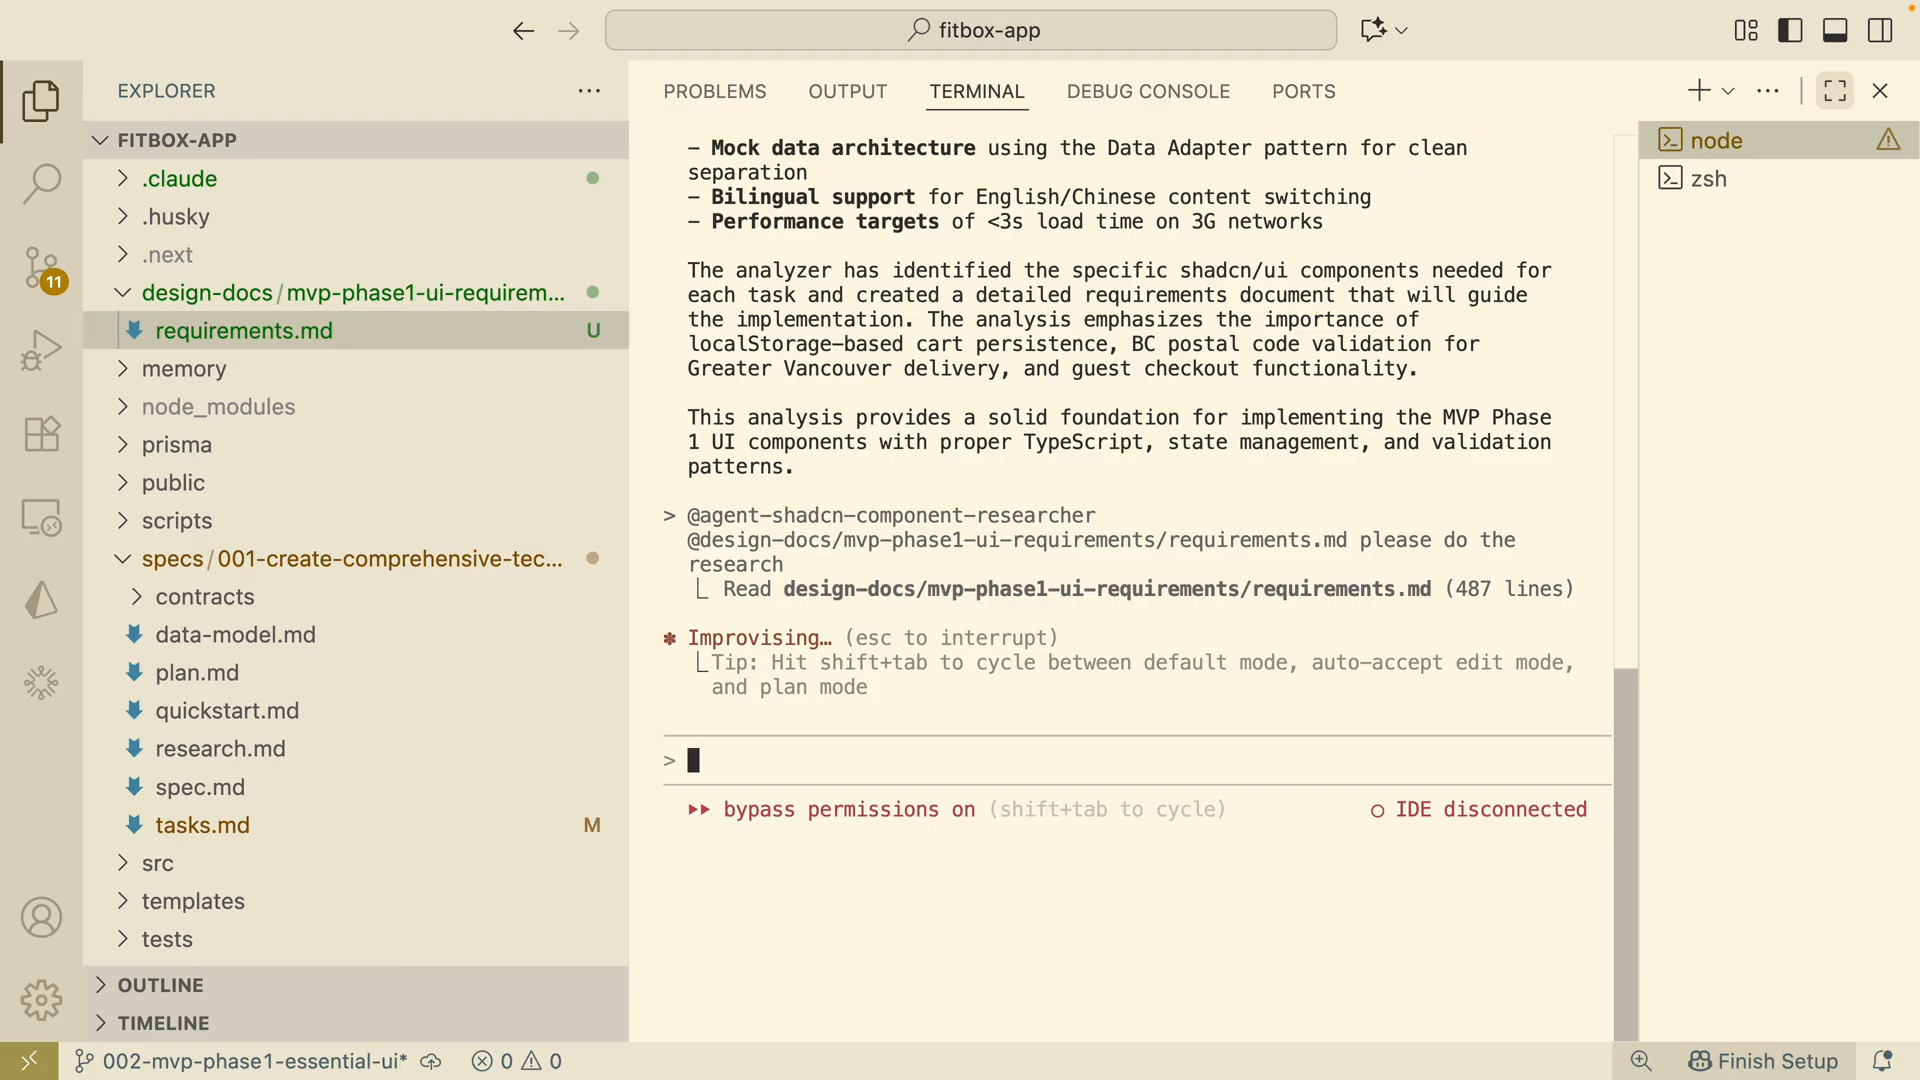 fitbox-app
EXPLORER
FITBOX-APP
.claude
.husky
.next
design-docs/mvp-phase1-ui-requirem...
requirements.md U
memory
node_modules
prisma
public
scripts
specs/001-create-comprehensive-tec...
contracts
data-model.md
plan.md
quickstart.md
research.md
spec.md
tasks.md M
src
templates
tests
OUTLINE
TIMELINE
11
PROBLEMS OUTPUT TERMINAL DEBUG CONSOLE PORTS
- Mock data architecture using the Data Adapter pattern for clean
separation
- Bilingual support for English/Chinese content switching
- Performance targets of <3s load time on 3G networks
The analyzer has identified the specific shadcn/ui components needed for
each task and created a detailed requirements document that will guide
the implementation. The analysis emphasizes the importance of
localStorage-based cart persistence, BC postal code validation for
Greater Vancouver delivery, and guest checkout functionality.
This analysis provides a solid foundation for implementing the MVP Phase
1 UI components with proper TypeScript, state management, and validation
patterns.
> @agent-shadcn-component-researcher
@design-docs/mvp-phase1-ui-requirements/requirements.md please do the
research
Read design-docs/mvp-phase1-ui-requirements/requirements.md (487 lines)
Improvising… (esc to interrupt)
Tip: Hit shift+tab to cycle between default mode, auto-accept edit mode,
and plan mode
>
bypass permissions on (shift+tab to cycle) IDE disconnected
node
zsh
002-mvp-phase1-essential-ui* 0 0 Finish Setup